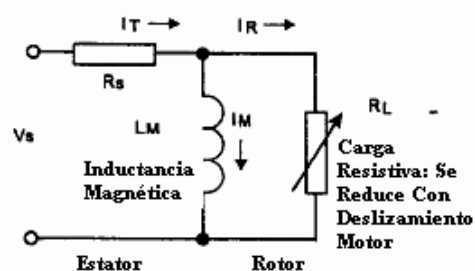 IT
IR
Rs
Vs
LM
IM
RL
Inductancia
Magnética
Carga
Resistiva: Se
Reduce Con
Deslizamiento
Motor
Estator
Rotor